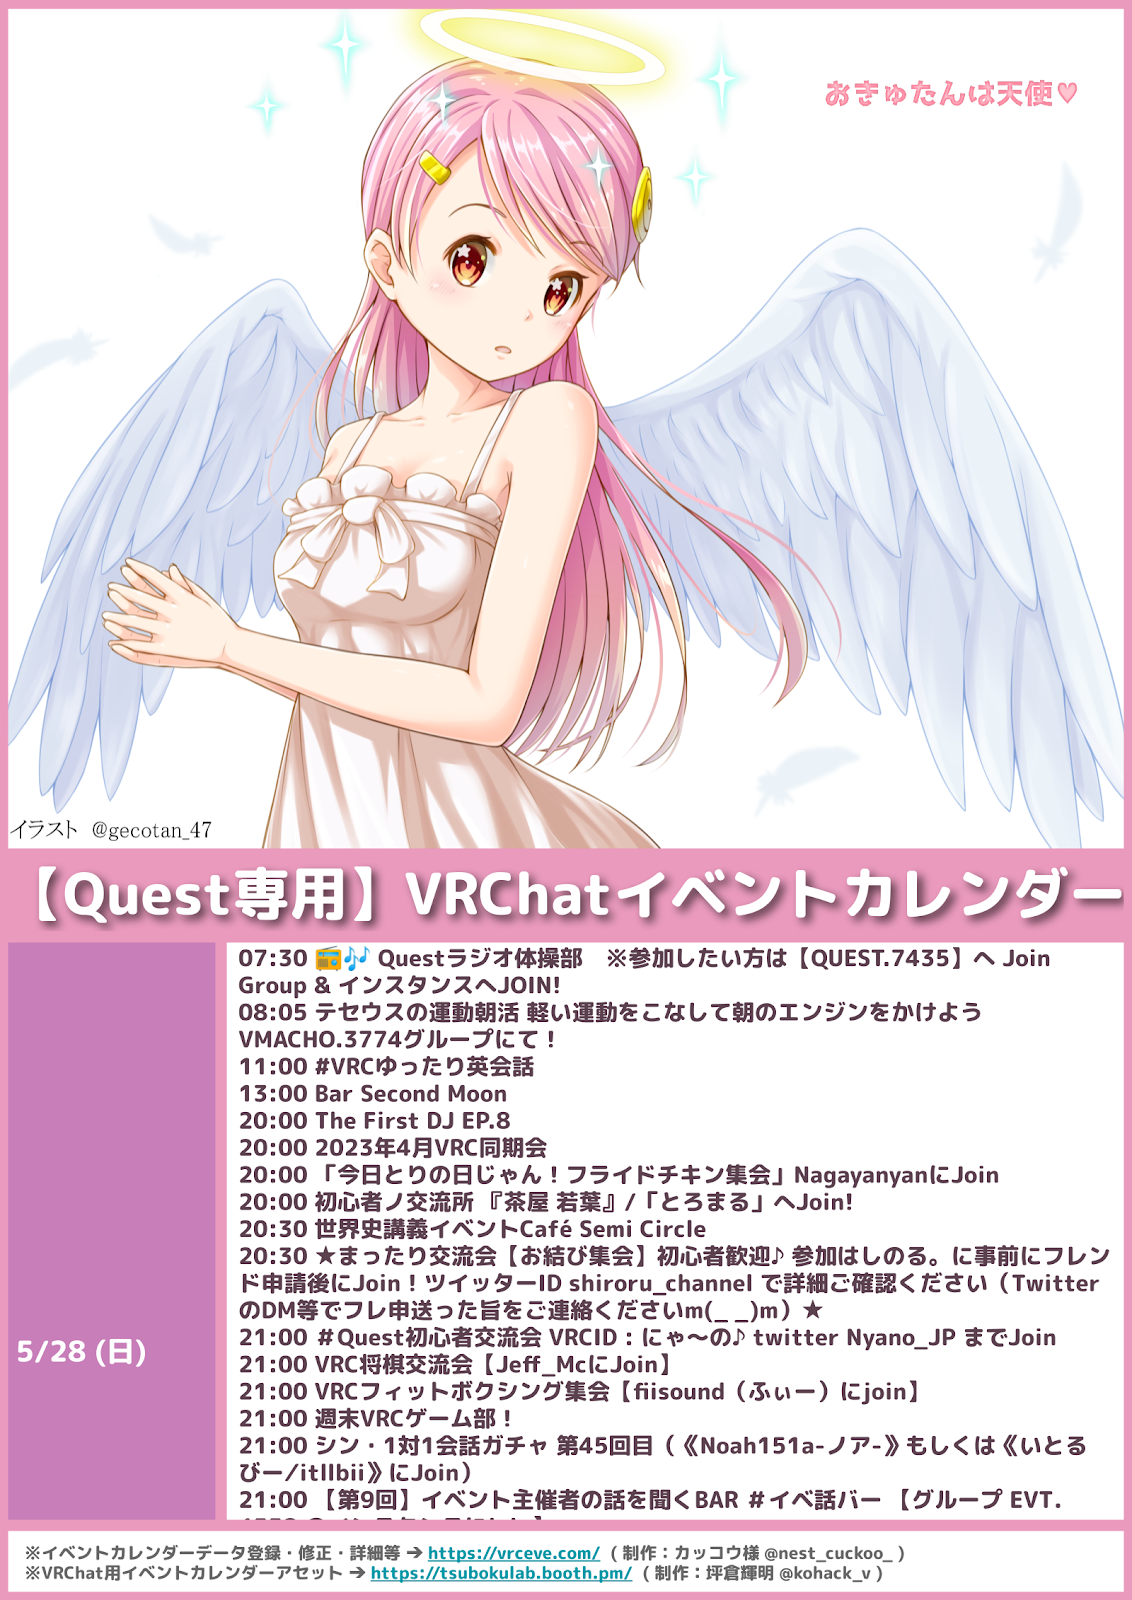 おきゅたんは天使♥
イラスト @gecotan_47
【Quest専用】VRChatイベントカレンダー
5/28 (日)
07:30 📻🎶 Questラジオ体操部　※参加したい方は【QUEST.7435】へ Join
Group & インスタンスへJOIN!
08:05 テセウスの運動朝活 軽い運動をこなして朝のエンジンをかけよう
VMACHO.3774グループにて！
11:00 #VRCゆったり英会話
13:00 Bar Second Moon
20:00 The First DJ EP.8
20:00 2023年4月VRC同期会
20:00 「今日とりの日じゃん！フライドチキン集会」NagayanyanにJoin
20:00 初心者ノ交流所 『茶屋 若葉』/「とろまる」へJoin!
20:30 世界史講義イベントCafé Semi Circle
20:30 ★まったり交流会【お結び集会】初心者歓迎♪ 参加はしのる。に事前にフレン
ド申請後にJoin！ツイッターID shiroru_channel で詳細ご確認ください（Twitter
のDM等でフレ申送った旨をご連絡くださいm(_ _)m）★
21:00 ＃Quest初心者交流会 VRCID : にゃ～の♪ twitter Nyano_JP までJoin
21:00 VRC将棋交流会【Jeff_McにJoin】
21:00 VRCフィットボクシング集会【fiisound（ふぃー）にjoin】
21:00 週末VRCゲーム部！
21:00 シン・1対1会話ガチャ 第45回目（《Noah151a-ノア-》もしくは《いとる
びー/itllbii》にJoin）
21:00 【第9回】イベント主催者の話を聞くBAR ＃イベ話バー 【グループ EVT.
※イベントカレンダーデータ登録・修正・詳細等 ➔ https://vrceve.com/ ( 制作：カッコウ様 @nest_cuckoo_ )
※VRChat用イベントカレンダーアセット ➔ https://tsubokulab.booth.pm/ ( 制作：坪倉輝明 @kohack_v )